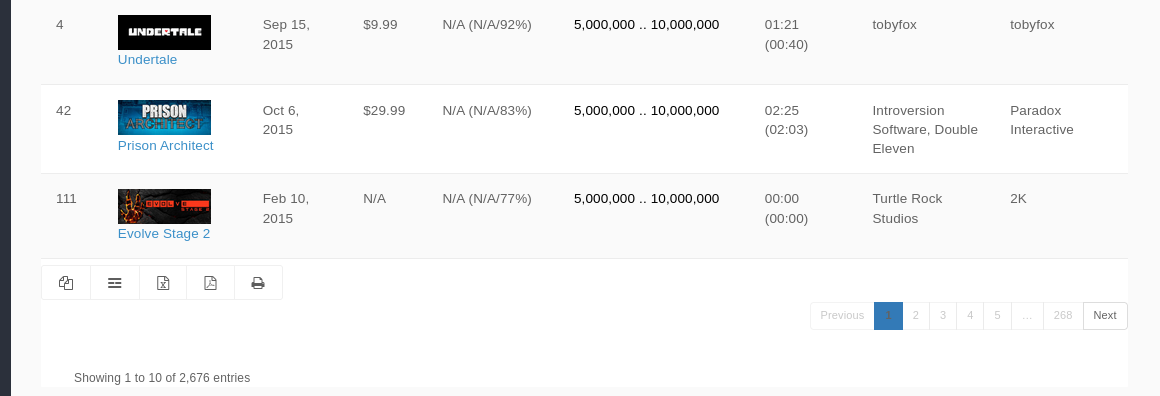 4 UNDERTALE Sep 15, $9.99 N/A (N/A/92%) 5,000,000 .. 10,000,000 01:21 tobyfox tobyfox
2015 (00:40)
Undertale
42 PRISON Oct 6, $29.99 N/A (N/A/83%) 5,000,000 .. 10,000,000 02:25 Introversion Paradox
ARCHITECT 2015 (02:03) Software, Double Interactive
Prison Architect Eleven
111 EVOLVE Feb 10, N/A N/A (N/A/77%) 5,000,000 .. 10,000,000 00:00 Turtle Rock 2K
STAGE 2 2015 (00:00) Studios
Evolve Stage 2
Previous 1 2 3 4 5 … 268 Next
Showing 1 to 10 of 2,676 entries